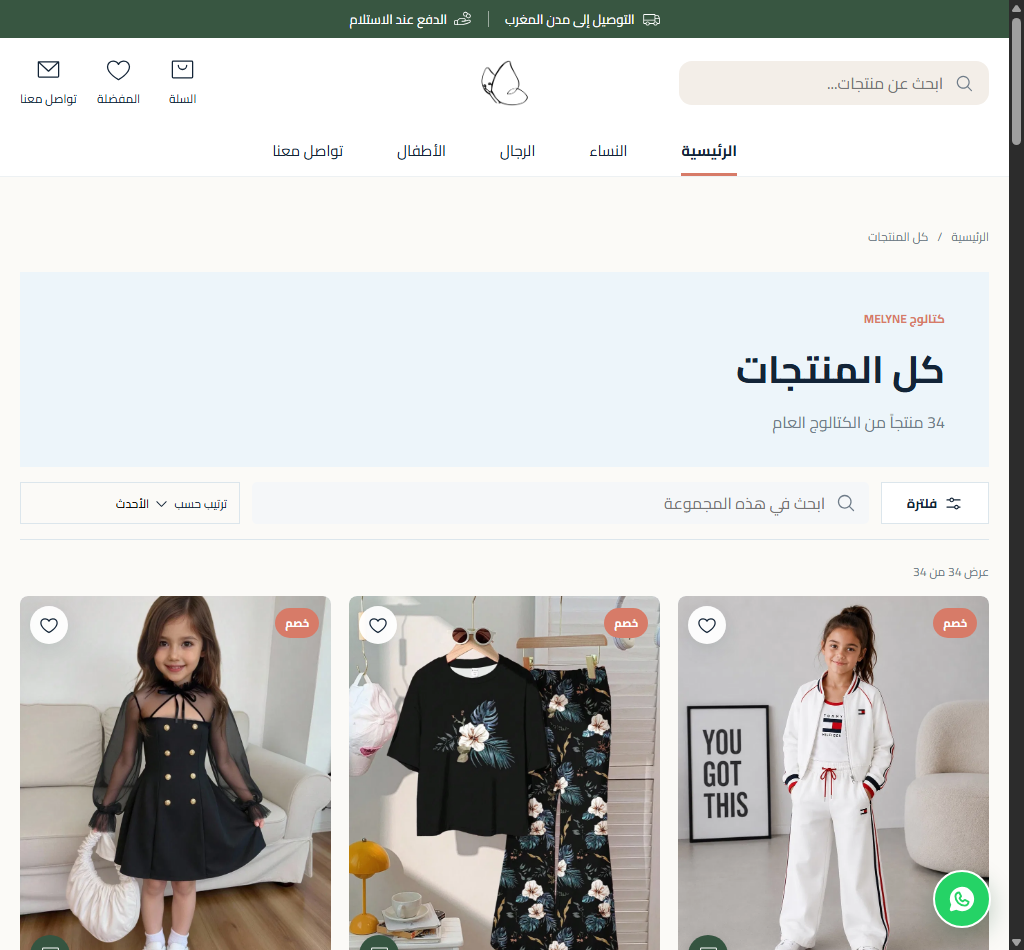 التوصيل إلى مدن المغرب
الدفع عند الاستلام
ابحث عن منتجات...
السلة
المفضلة
تواصل معنا
الرئيسية
النساء
الرجال
الأطفال
تواصل معنا
الرئيسية / كل المنتجات
كتالوج MELYNE
كل المنتجات
34 منتجاً من الكتالوج العام
فلترة
ابحث في هذه المجموعة
ترتيب حسب
الأحدث
عرض 34 من 34
خصم
خصم
خصم
YOU
GOT
THIS
TOMMY
HILFIGER